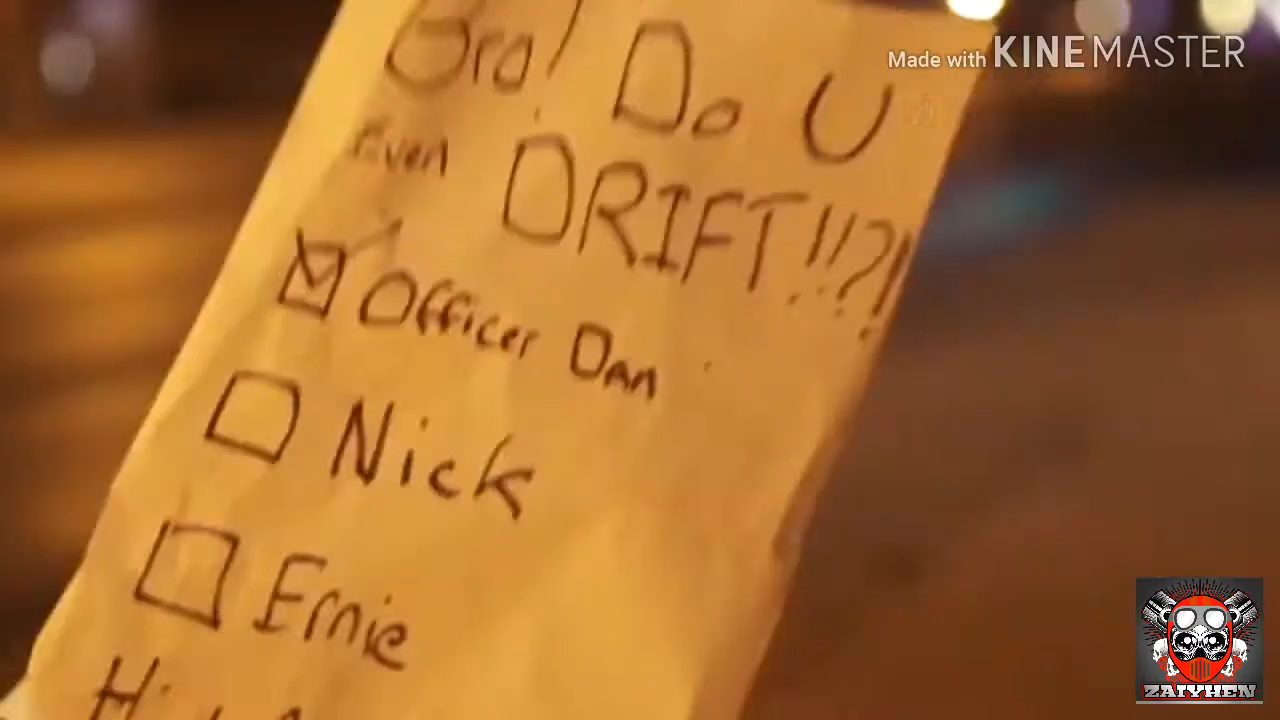 Made with KINEMASTER
Bro! Do U
Even DRIFT!!?!
Officer Dan
Nick
Ernie
ZAIYHEN